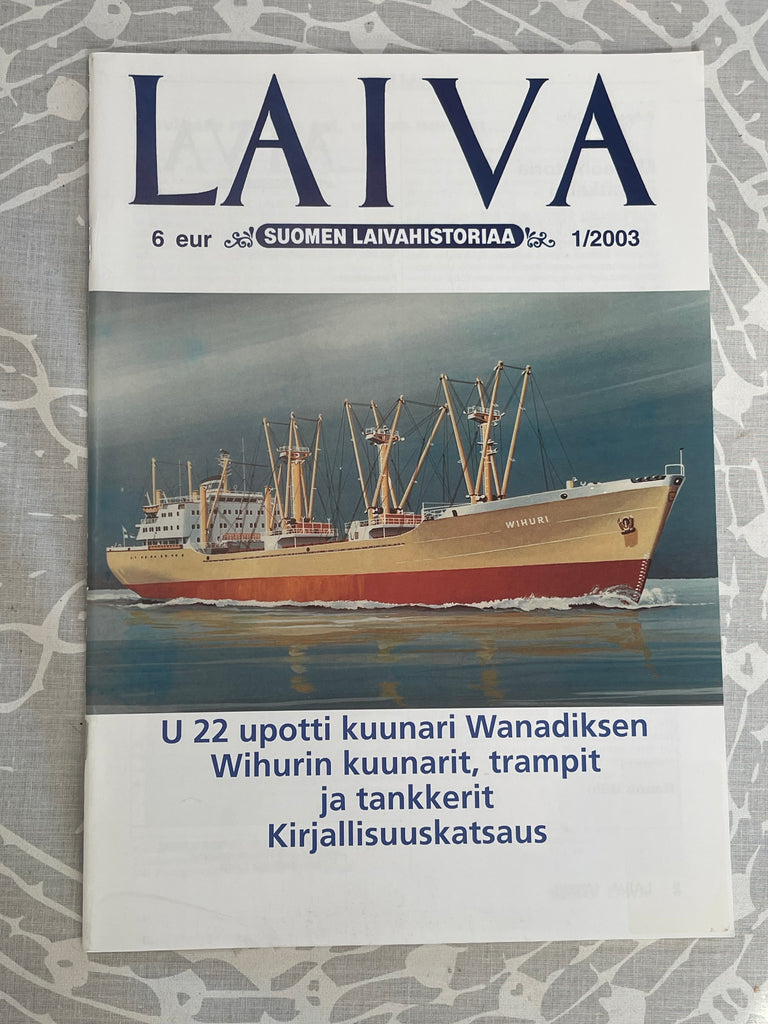 LAIVA
6 eur SUOMEN LAIVAHISTORIAA 1/2003
WIHURI
U 22 upotti kuunari Wanadiksen
Wihurin kuunarit, trampit
ja tankkerit
Kirjallisuuskatsaus